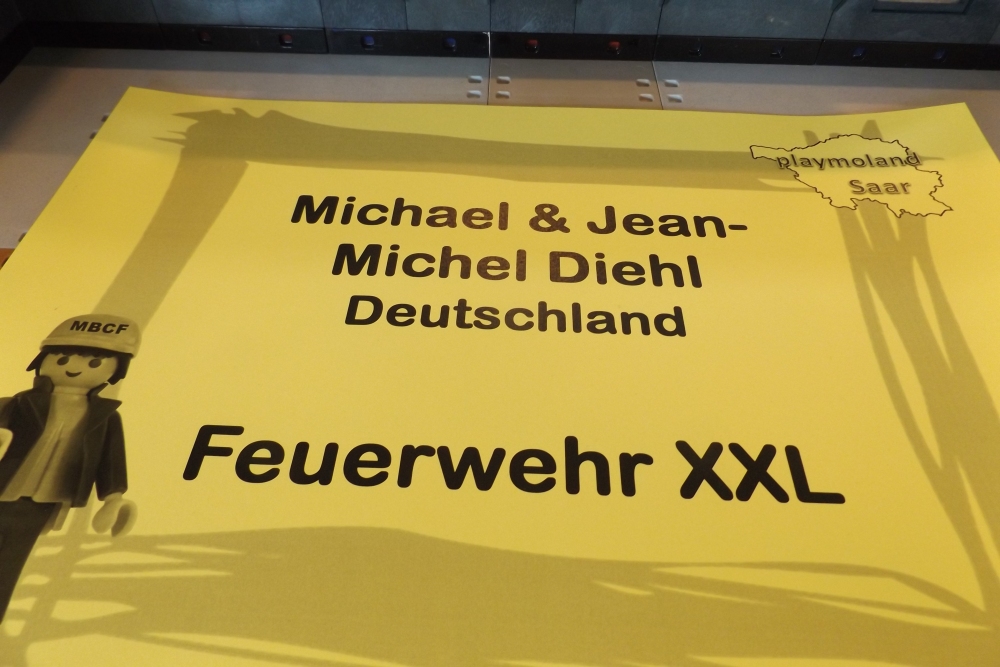 playmoland
Saar
Michael & Jean-
Michel Diehl
Deutschland
MBCF
Feuerwehr XXL